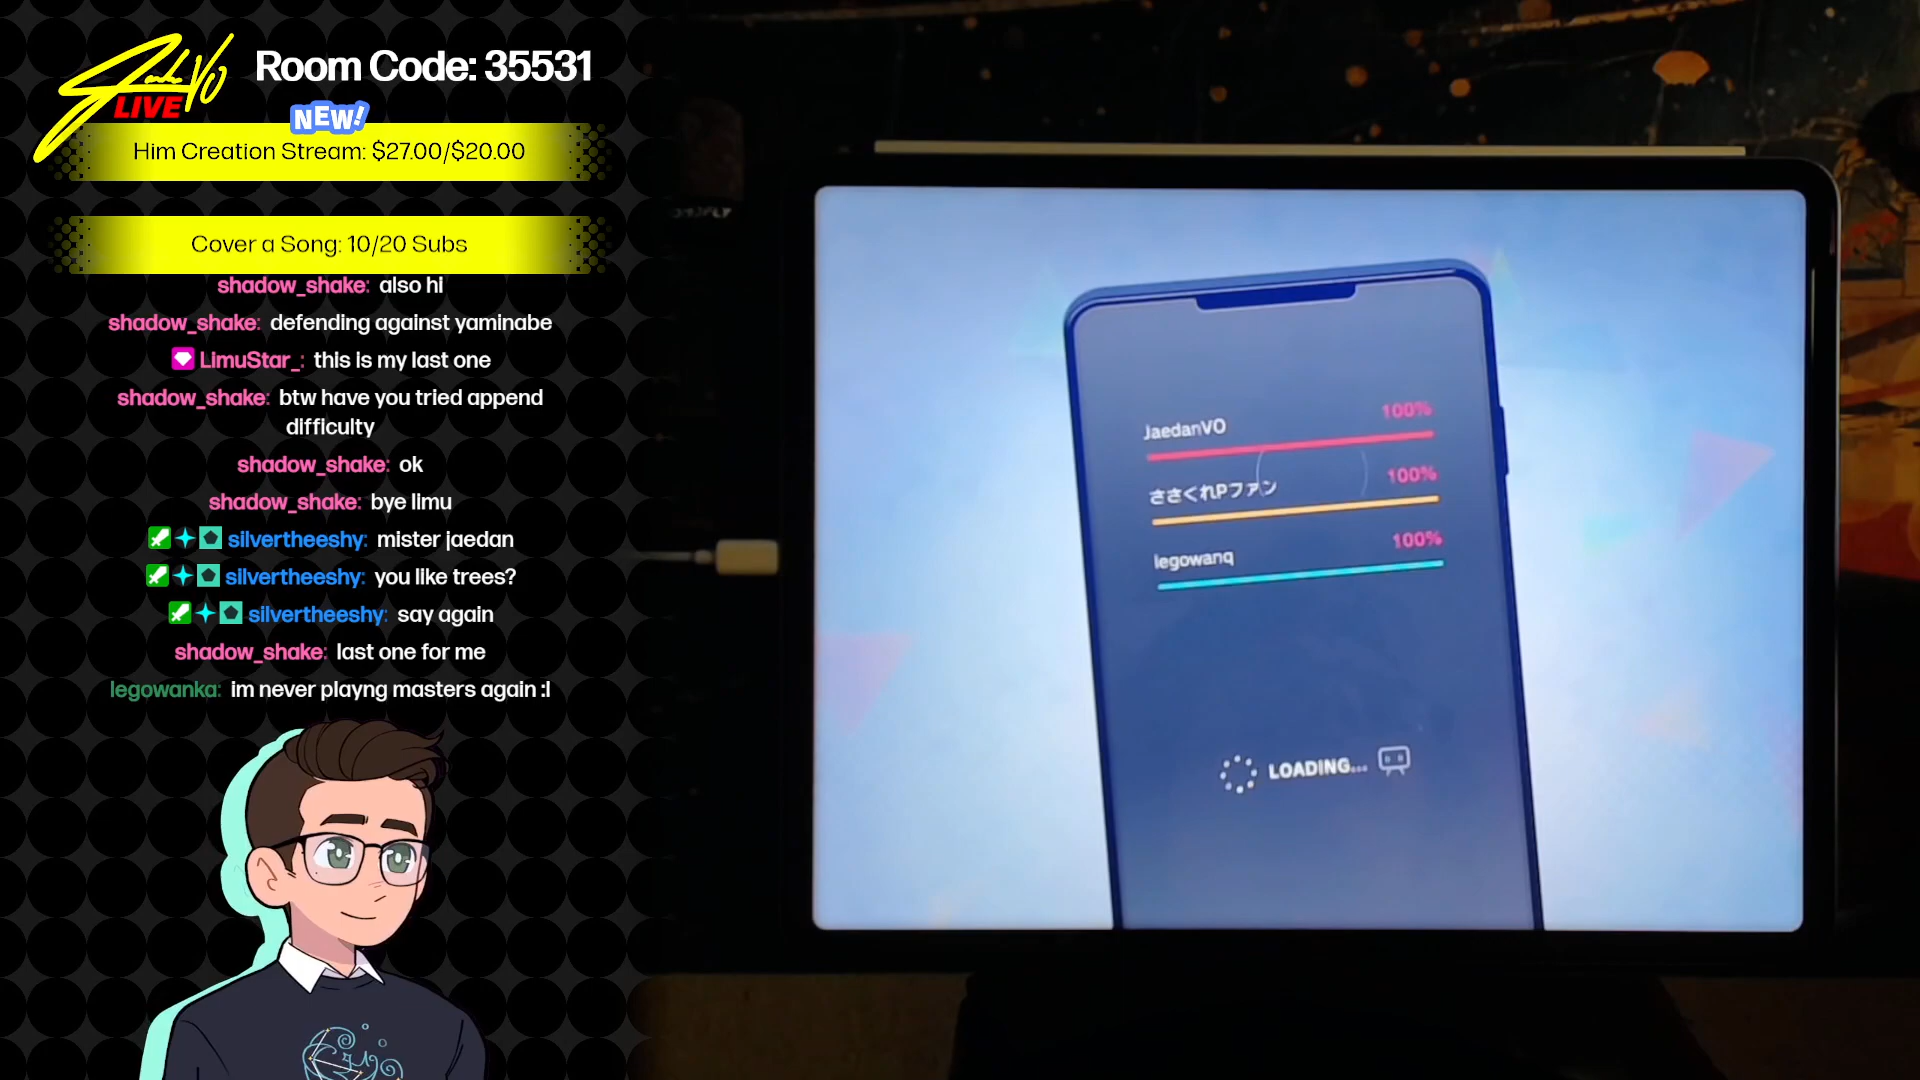 Jaedan VO
LIVE
Room Code: 35531
NEW!
Him Creation Stream: $27.00/$20.00
Cover a Song: 10/20 Subs
shadow_shake: also hi
shadow_shake: defending against yaminabe
LimuStar_: this is my last one
shadow_shake: btw have you tried append
difficulty
shadow_shake: ok
shadow_shake: bye limu
silvertheeshy: mister jaedan
silvertheeshy: you like trees?
silvertheeshy: say again
shadow_shake: last one for me
legowanka: im never playng masters again :l
JaedanVO 100%
ささくれPファン 100%
legowanq 100%
LOADING...